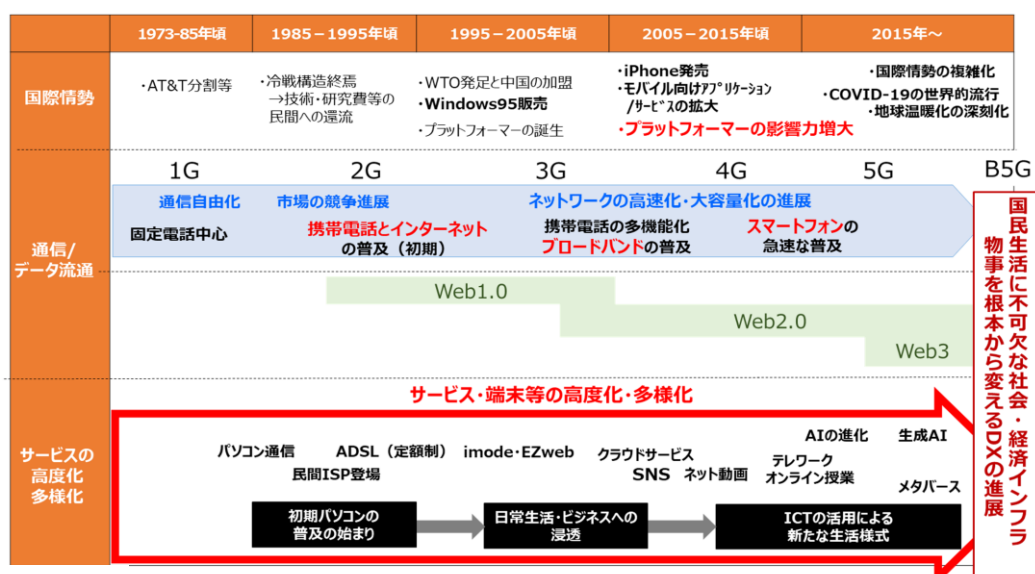 1973-85年頃
1985－1995年頃
1995－2005年頃
2005－2015年頃
2015年～
国際情勢
・AT&T分割等
・冷戦構造終焉
→技術・研究費等の
民間への還流
・WTO発足と中国の加盟
・Windows95販売
・プラットフォーマーの誕生
・iPhone発売
・モバイル向けｱﾌﾟﾘｹｰｼｮﾝ
/ｻｰﾋﾞｽの拡大
・プラットフォーマーの影響力増大
・国際情勢の複雑化
・COVID-19の世界的流行
・地球温暖化の深刻化
通信/
データ流通
1G
2G
3G
4G
5G
B5G
通信自由化
市場の競争進展
ネットワークの高速化・大容量化の進展
固定電話中心
携帯電話とインターネット
の普及（初期）
携帯電話の多機能化
ブロードバンドの普及
スマートフォンの
急速な普及
Web1.0
Web2.0
Web3
国民生活に不可欠な社会・経済インフラ
物事を根本から変えるDXの進展
サービスの
高度化
多様化
サービス・端末等の高度化・多様化
パソコン通信
ADSL（定額制）
imode・EZweb
クラウドサービス
AIの進化
生成AI
民間ISP登場
SNS
ネット動画
テレワーク
オンライン授業
メタバース
初期パソコンの
普及の始まり
日常生活・ビジネスへの
浸透
ICTの活用による
新たな生活様式